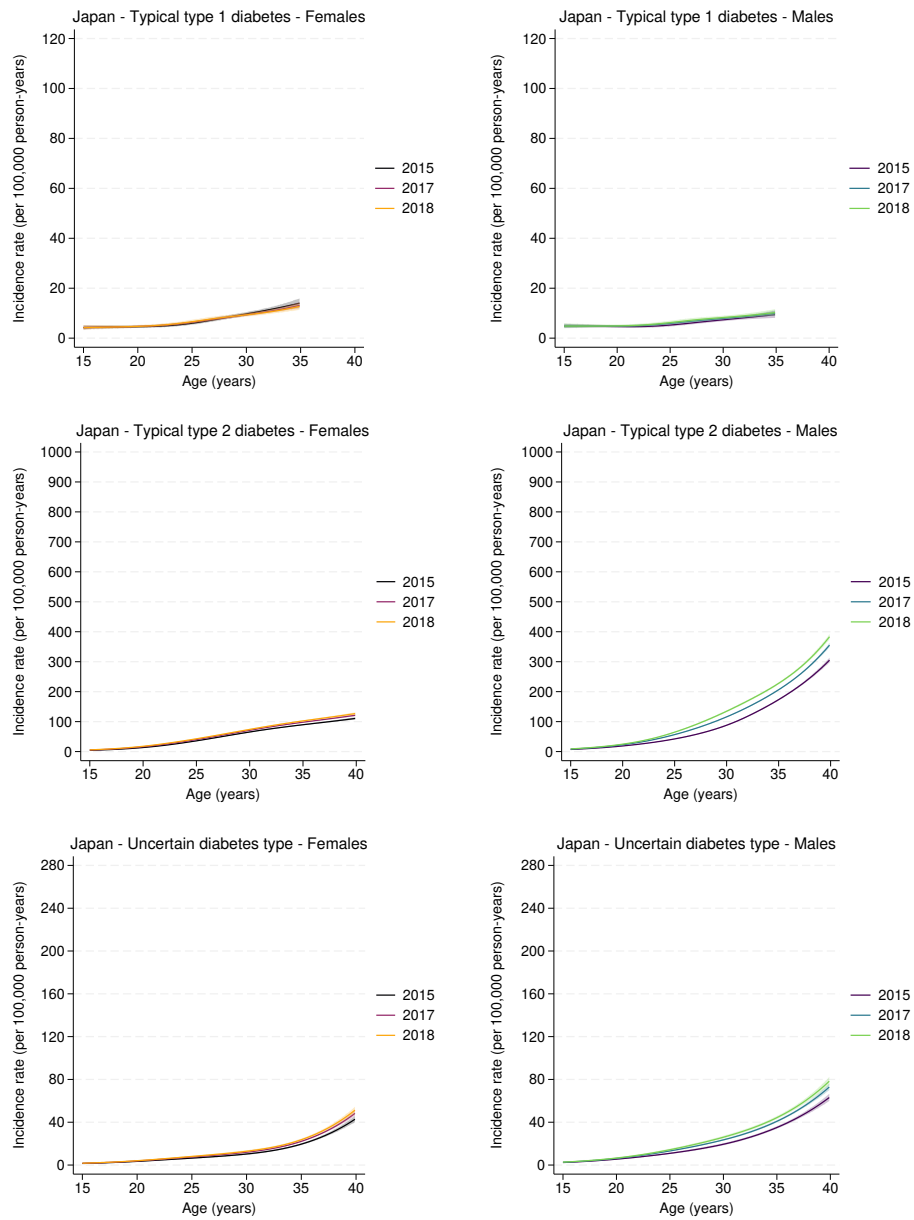 Japan - Typical type 1 diabetes - Females
Incidence rate (per 100,000 person-years)
120
100
80
60
40
20
0
15 20 25 30 35 40
Age (years)
2015
2017
2018
Japan - Typical type 1 diabetes - Males
Incidence rate (per 100,000 person-years)
120
100
80
60
40
20
0
15 20 25 30 35 40
Age (years)
2015
2017
2018
Japan - Typical type 2 diabetes - Females
Incidence rate (per 100,000 person-years)
1000
900
800
700
600
500
400
300
200
100
0
15 20 25 30 35 40
Age (years)
2015
2017
2018
Japan - Typical type 2 diabetes - Males
Incidence rate (per 100,000 person-years)
1000
900
800
700
600
500
400
300
200
100
0
15 20 25 30 35 40
Age (years)
2015
2017
2018
Japan - Uncertain diabetes type - Females
Incidence rate (per 100,000 person-years)
280
240
200
160
120
80
40
0
15 20 25 30 35 40
Age (years)
2015
2017
2018
Japan - Uncertain diabetes type - Males
Incidence rate (per 100,000 person-years)
280
240
200
160
120
80
40
0
15 20 25 30 35 40
Age (years)
2015
2017
2018